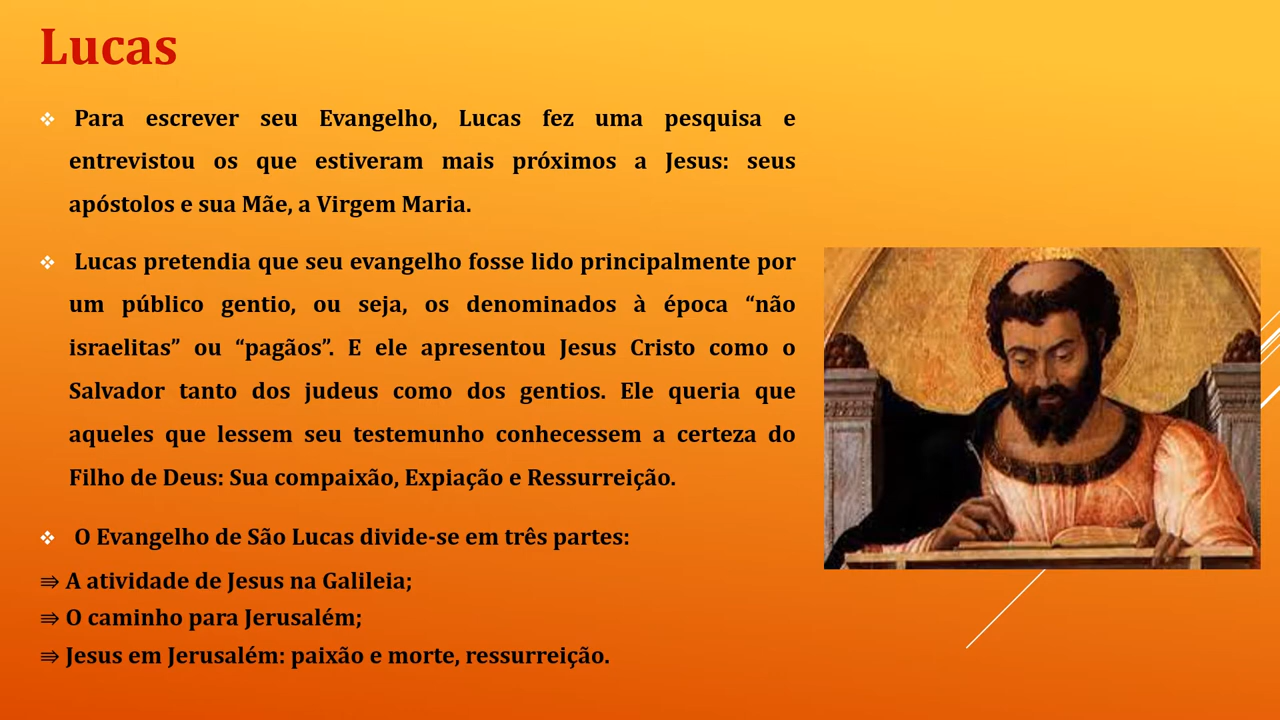 Lucas
❖ Para escrever seu Evangelho, Lucas fez uma pesquisa e
entrevistou os que estiveram mais próximos a Jesus: seus
apóstolos e sua Mãe, a Virgem Maria.
❖ Lucas pretendia que seu evangelho fosse lido principalmente por
um público gentio, ou seja, os denominados à época “não
israelitas” ou “pagãos”. E ele apresentou Jesus Cristo como o
Salvador tanto dos judeus como dos gentios. Ele queria que
aqueles que lessem seu testemunho conhecessem a certeza do
Filho de Deus: Sua compaixão, Expiação e Ressurreição.
❖ O Evangelho de São Lucas divide-se em três partes:
⇛ A atividade de Jesus na Galileia;
⇛ O caminho para Jerusalém;
⇛ Jesus em Jerusalém: paixão e morte, ressurreição.